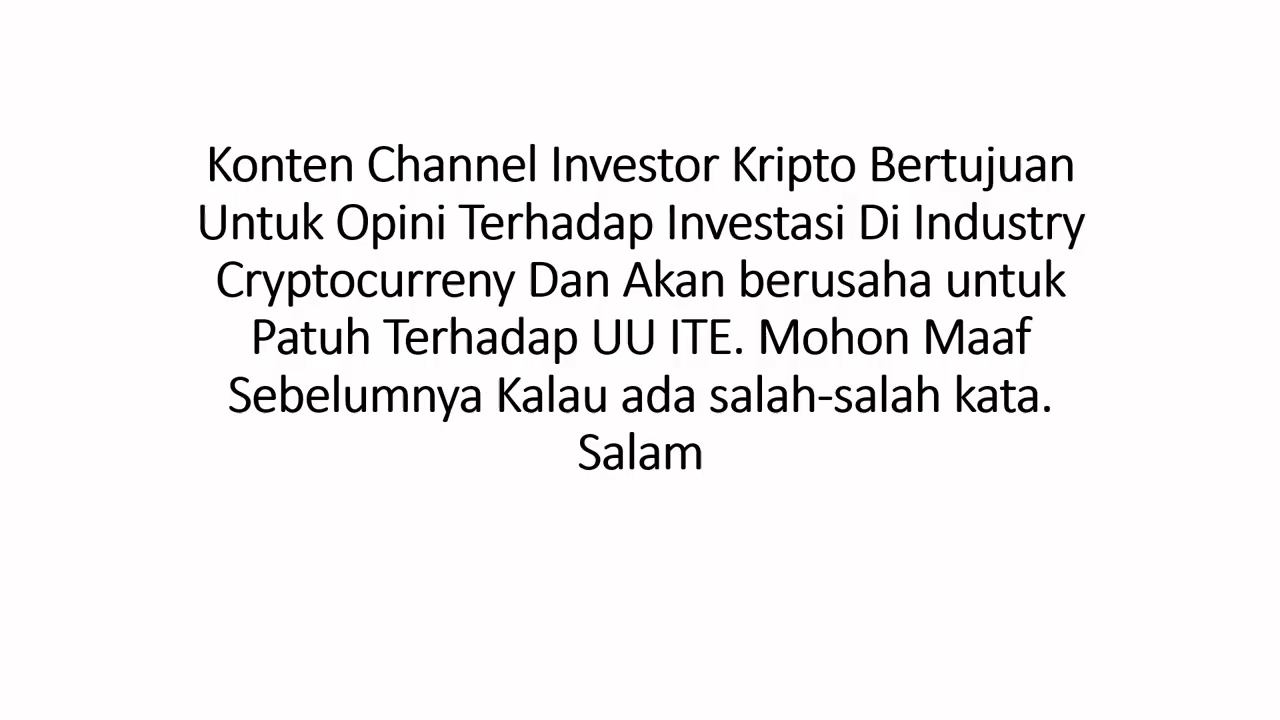 Konten Channel Investor Kripto Bertujuan
Untuk Opini Terhadap Investasi Di Industry
Cryptocurreny Dan Akan berusaha untuk
Patuh Terhadap UU ITE. Mohon Maaf
Sebelumnya Kalau ada salah-salah kata.
Salam